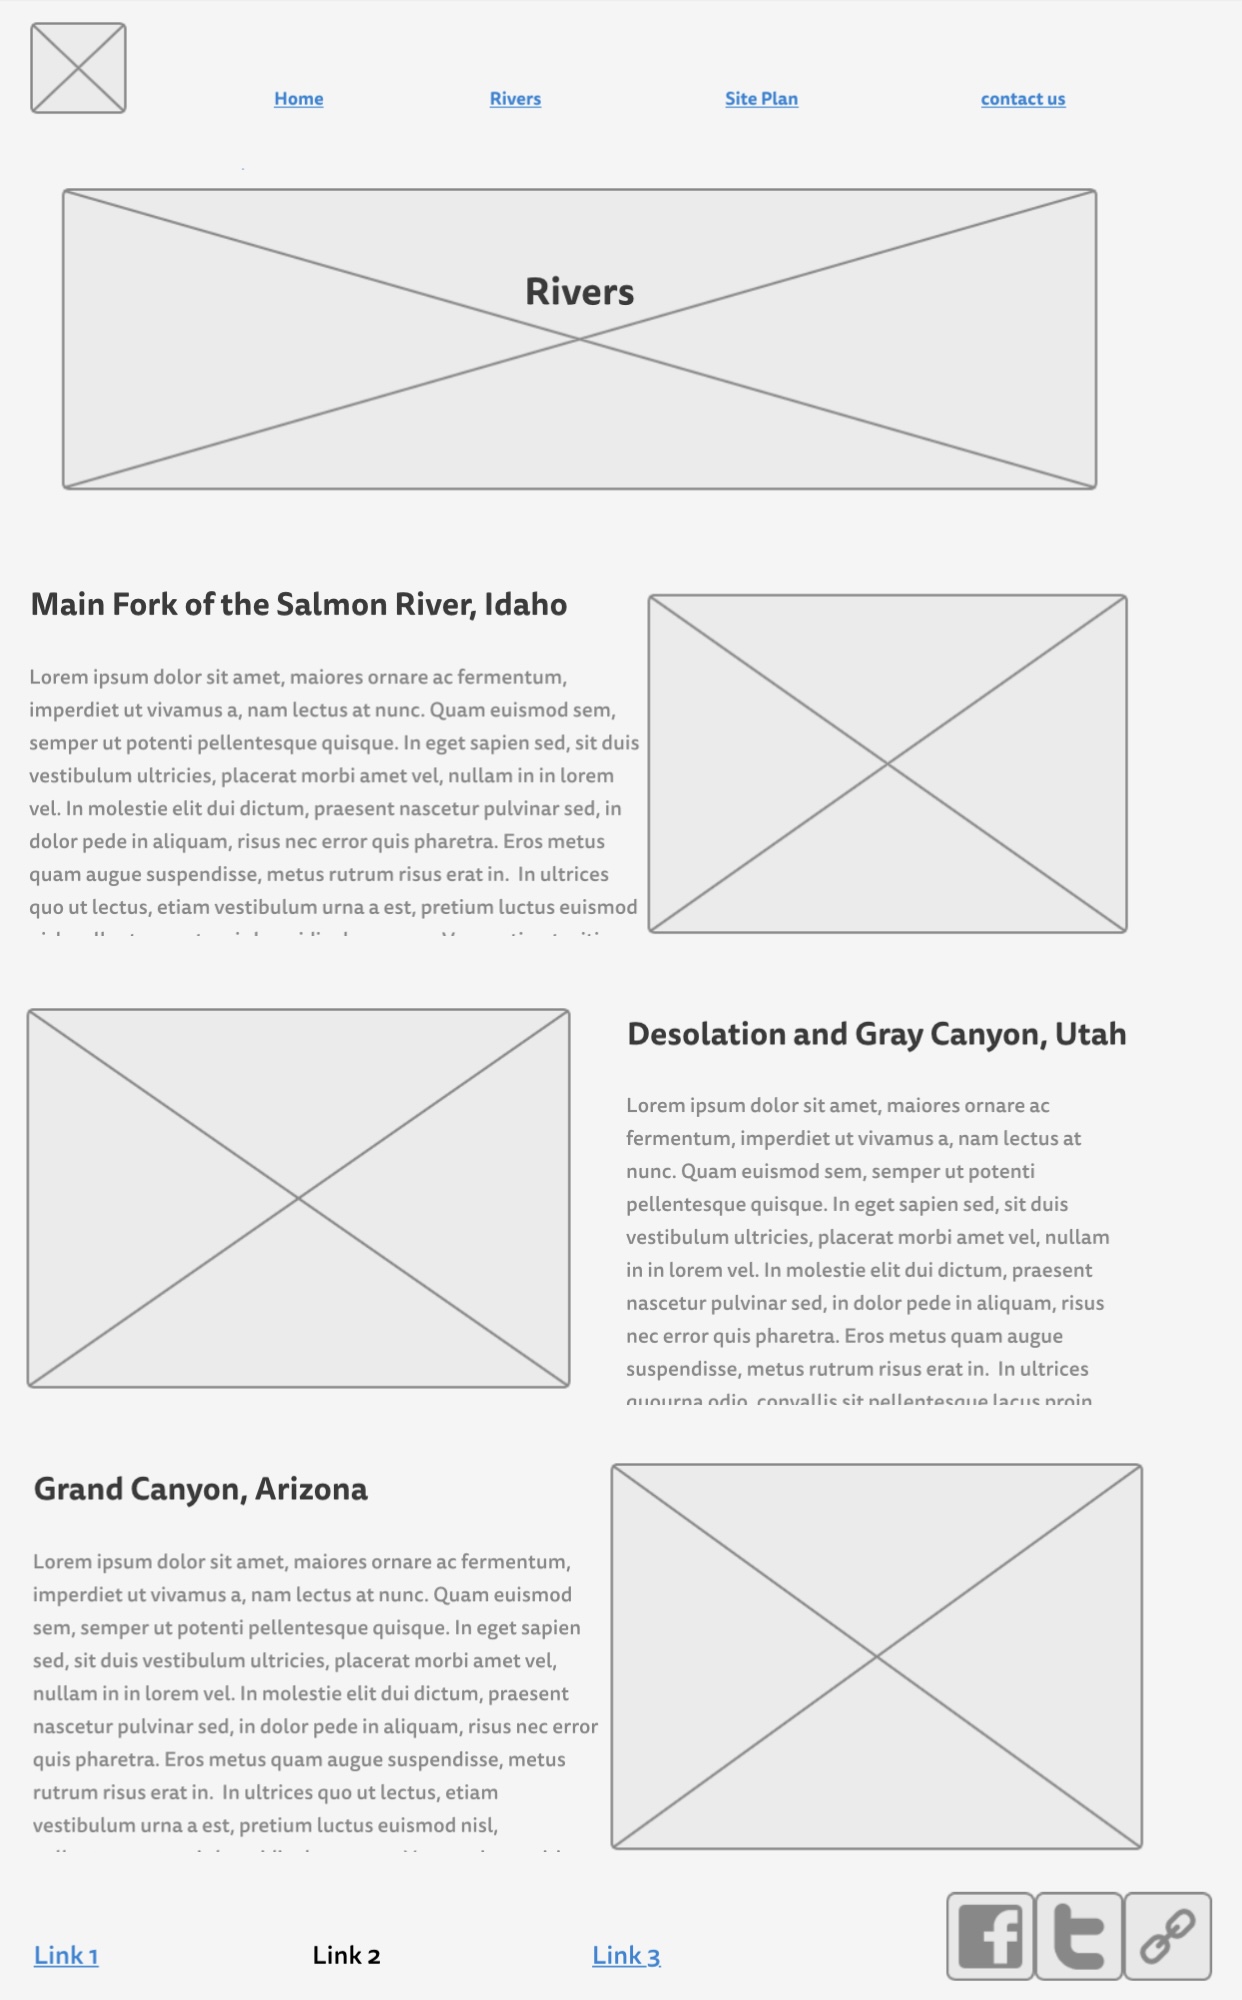 Home Rivers Site Plan contact us
Rivers
Main Fork of the Salmon River, Idaho
Lorem ipsum dolor sit amet, maiores ornare ac fermentum,
imperdiet ut vivamus a, nam lectus at nunc. Quam euismod sem,
semper ut potenti pellentesque quisque. In eget sapien sed, sit duis
vestibulum ultricies, placerat morbi amet vel, nullam in in lorem
vel. In molestie elit dui dictum, praesent nascetur pulvinar sed, in
dolor pede in aliquam, risus nec error quis pharetra. Eros metus
quam augue suspendisse, metus rutrum risus erat in.  In ultrices
quo ut lectus, etiam vestibulum urna a est, pretium luctus euismod
Desolation and Gray Canyon, Utah
Lorem ipsum dolor sit amet, maiores ornare ac
fermentum, imperdiet ut vivamus a, nam lectus at
nunc. Quam euismod sem, semper ut potenti
pellentesque quisque. In eget sapien sed, sit duis
vestibulum ultricies, placerat morbi amet vel, nullam
in in lorem vel. In molestie elit dui dictum, praesent
nascetur pulvinar sed, in dolor pede in aliquam, risus
nec error quis pharetra. Eros metus quam augue
suspendisse, metus rutrum risus erat in.  In ultrices
quourna odio, convallis sit pellentesque lacus proin
Grand Canyon, Arizona
Lorem ipsum dolor sit amet, maiores ornare ac fermentum,
imperdiet ut vivamus a, nam lectus at nunc. Quam euismod
sem, semper ut potenti pellentesque quisque. In eget sapien
sed, sit duis vestibulum ultricies, placerat morbi amet vel,
nullam in in lorem vel. In molestie elit dui dictum, praesent
nascetur pulvinar sed, in dolor pede in aliquam, risus nec error
quis pharetra. Eros metus quam augue suspendisse, metus
rutrum risus erat in.  In ultrices quo ut lectus, etiam
vestibulum urna a est, pretium luctus euismod nisl,
Link 1 Link 2 Link 3